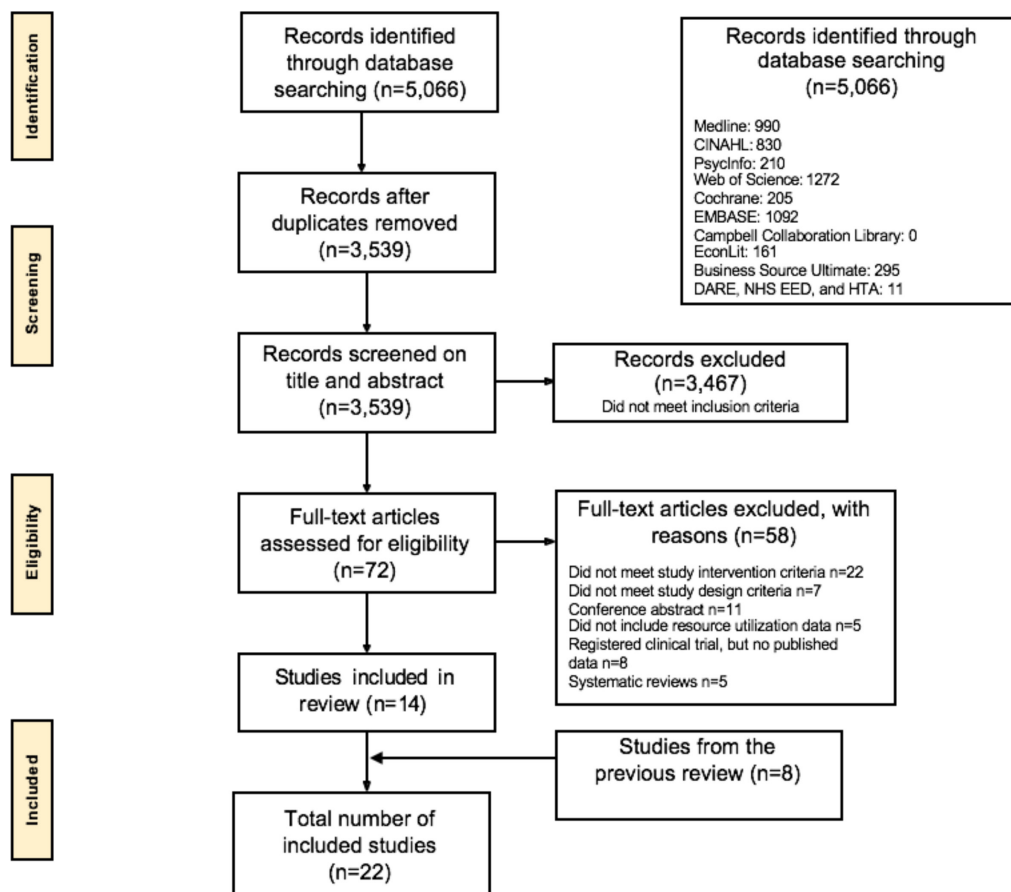 Identification
Records identified
through database
searching (n=5,066)
Records identified through
database searching
(n=5,066)
Medline: 990
CINAHL: 830
PsycInfo: 210
Web of Science: 1272
Cochrane: 205
EMBASE: 1092
Campbell Collaboration Library: 0
EconLit: 161
Business Source Ultimate: 295
DARE, NHS EED, and HTA: 11
Records after
duplicates removed
(n=3,539)
Screening
Records screened on
title and abstract
(n=3,539)
Records excluded
(n=3,467)
Did not meet inclusion criteria
Eligibility
Full-text articles
assessed for eligibility
(n=72)
Full-text articles excluded, with
reasons (n=58)
Did not meet study intervention criteria n=22
Did not meet study design criteria n=7
Conference abstract n=11
Did not include resource utilization data n=5
Registered clinical trial, but no published
data n=8
Systematic reviews n=5
Studies included in
review (n=14)
Included
Studies from the
previous review (n=8)
Total number of
included studies
(n=22)